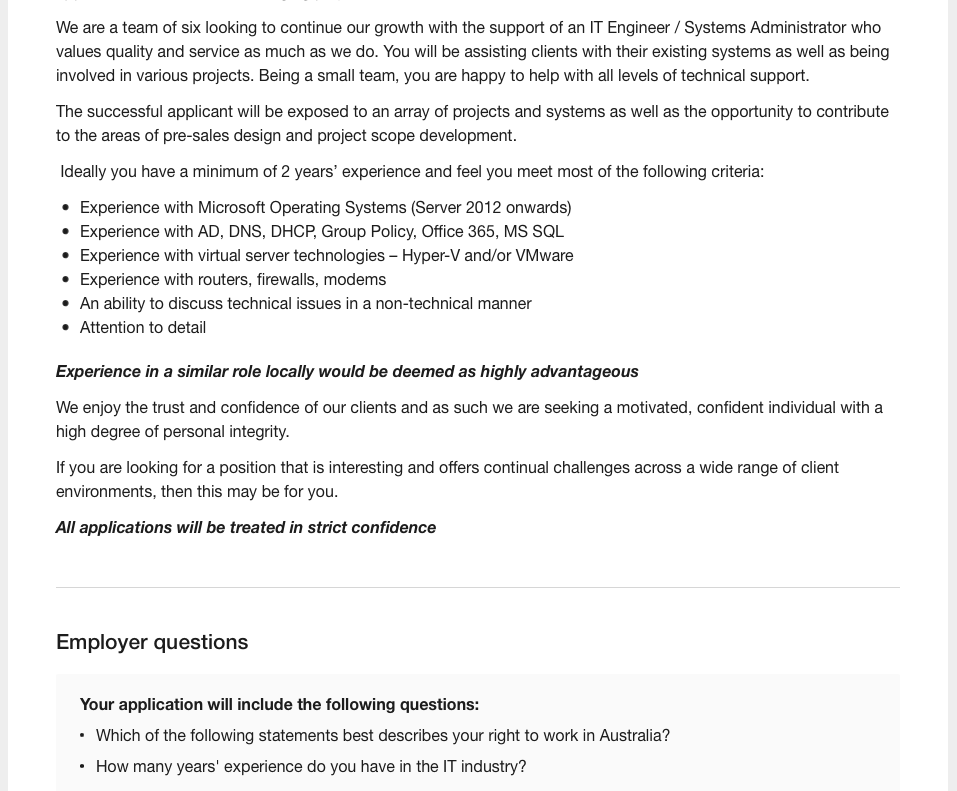 We are a team of six looking to continue our growth with the support of an IT Engineer / Systems Administrator who
values quality and service as much as we do. You will be assisting clients with their existing systems as well as being
involved in various projects. Being a small team, you are happy to help with all levels of technical support.
The successful applicant will be exposed to an array of projects and systems as well as the opportunity to contribute
to the areas of pre-sales design and project scope development.
Ideally you have a minimum of 2 years’ experience and feel you meet most of the following criteria:
• Experience with Microsoft Operating Systems (Server 2012 onwards)
• Experience with AD, DNS, DHCP, Group Policy, Office 365, MS SQL
• Experience with virtual server technologies – Hyper-V and/or VMware
• Experience with routers, firewalls, modems
• An ability to discuss technical issues in a non-technical manner
• Attention to detail
Experience in a similar role locally would be deemed as highly advantageous
We enjoy the trust and confidence of our clients and as such we are seeking a motivated, confident individual with a
high degree of personal integrity.
If you are looking for a position that is interesting and offers continual challenges across a wide range of client
environments, then this may be for you.
All applications will be treated in strict confidence
Employer questions
Your application will include the following questions:
• Which of the following statements best describes your right to work in Australia?
• How many years' experience do you have in the IT industry?